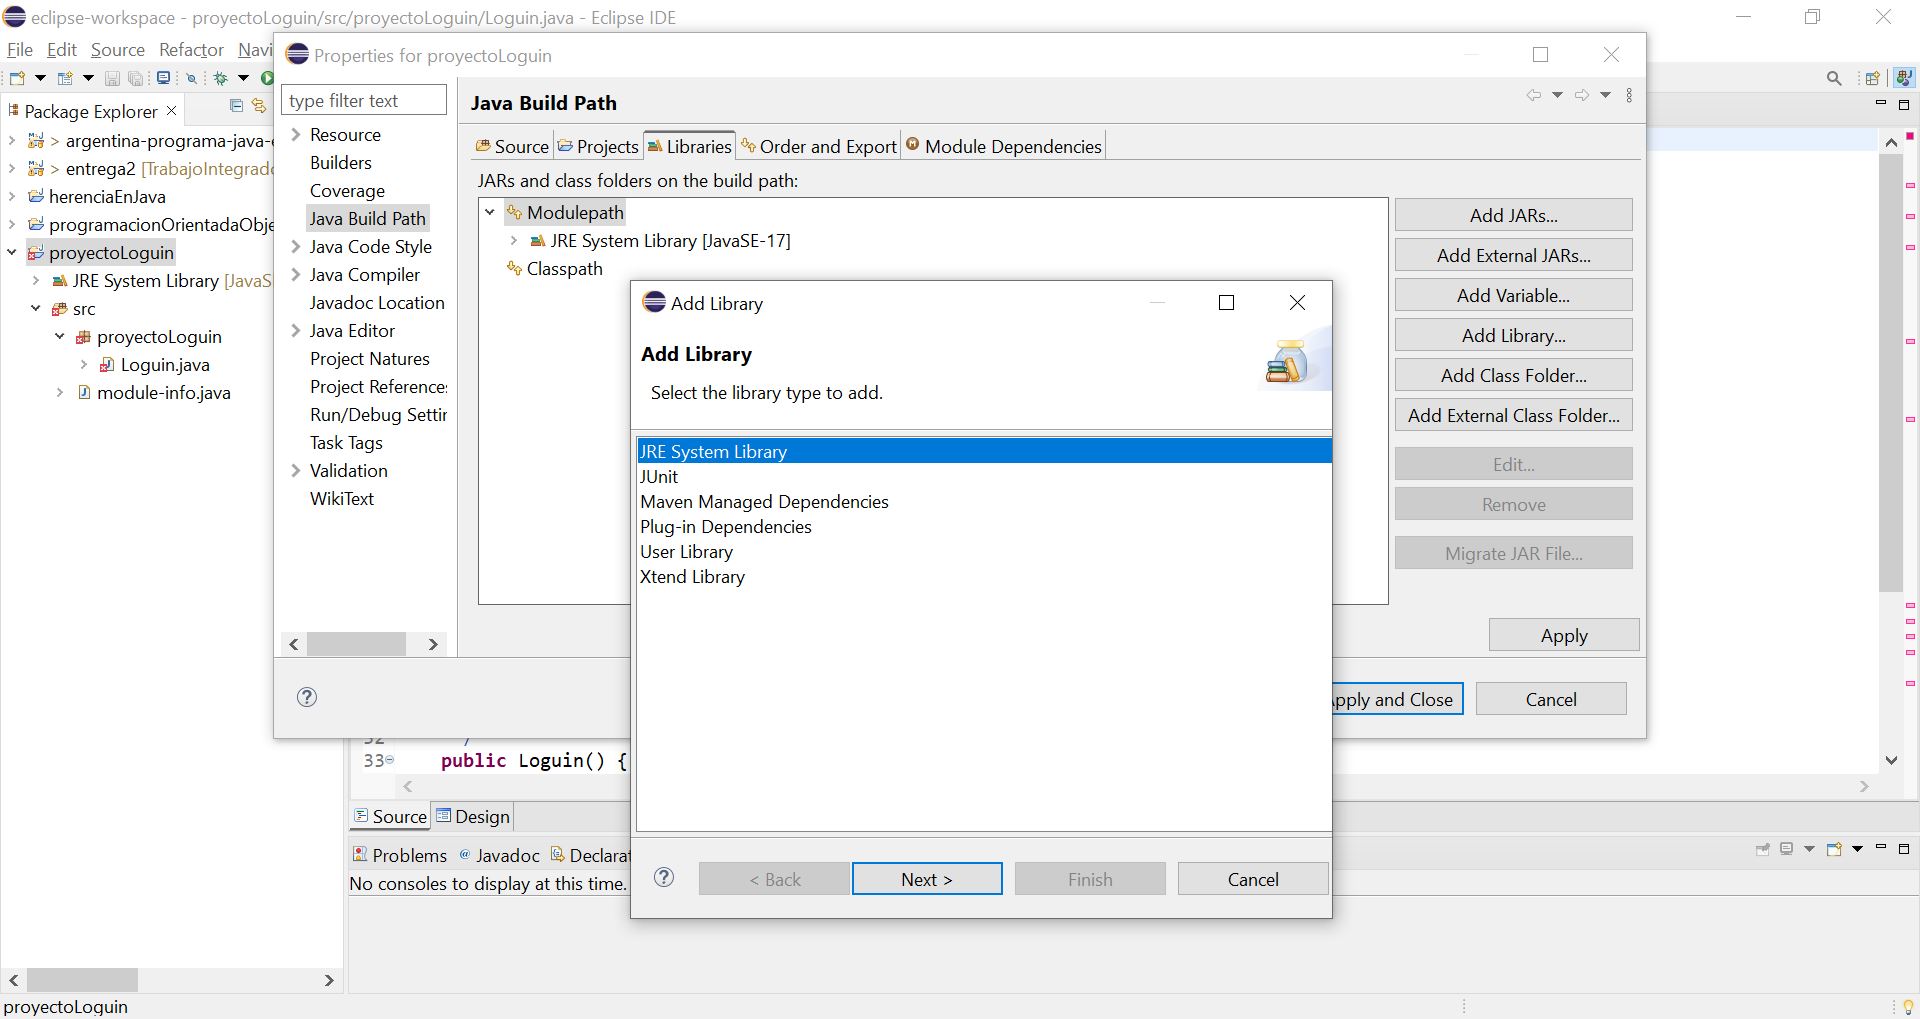 eclipse-workspace - proyectoLoguin/src/proyectoLoguin/Loguin.java - Eclipse IDE
File Edit Source Refactor Navi
Package Explorer
> argentina-programa-java-e
> entrega2 [TrabajoIntegrado
herenciaEnJava
programacionOrientadaObje
proyectoLoguin
JRE System Library [JavaS
src
proyectoLoguin
Loguin.java
module-info.java
Properties for proyectoLoguin
type filter text
Resource
Builders
Coverage
Java Build Path
Java Code Style
Java Compiler
Javadoc Location
Java Editor
Project Natures
Project References
Run/Debug Settin
Task Tags
Validation
WikiText
Java Build Path
Source Projects Libraries Order and Export Module Dependencies
JARs and class folders on the build path:
Modulepath
JRE System Library [JavaSE-17]
Classpath
Add JARs...
Add External JARs...
Add Variable...
Add Library...
Add Class Folder...
Add External Class Folder...
Edit...
Remove
Migrate JAR File...
Apply
Apply and Close Cancel
Add Library
Add Library
Select the library type to add.
JRE System Library
JUnit
Maven Managed Dependencies
Plug-in Dependencies
User Library
Xtend Library
< Back Next > Finish Cancel
33 public Loguin() {
Source Design
Problems Javadoc Declarat
No consoles to display at this time.
proyectoLoguin